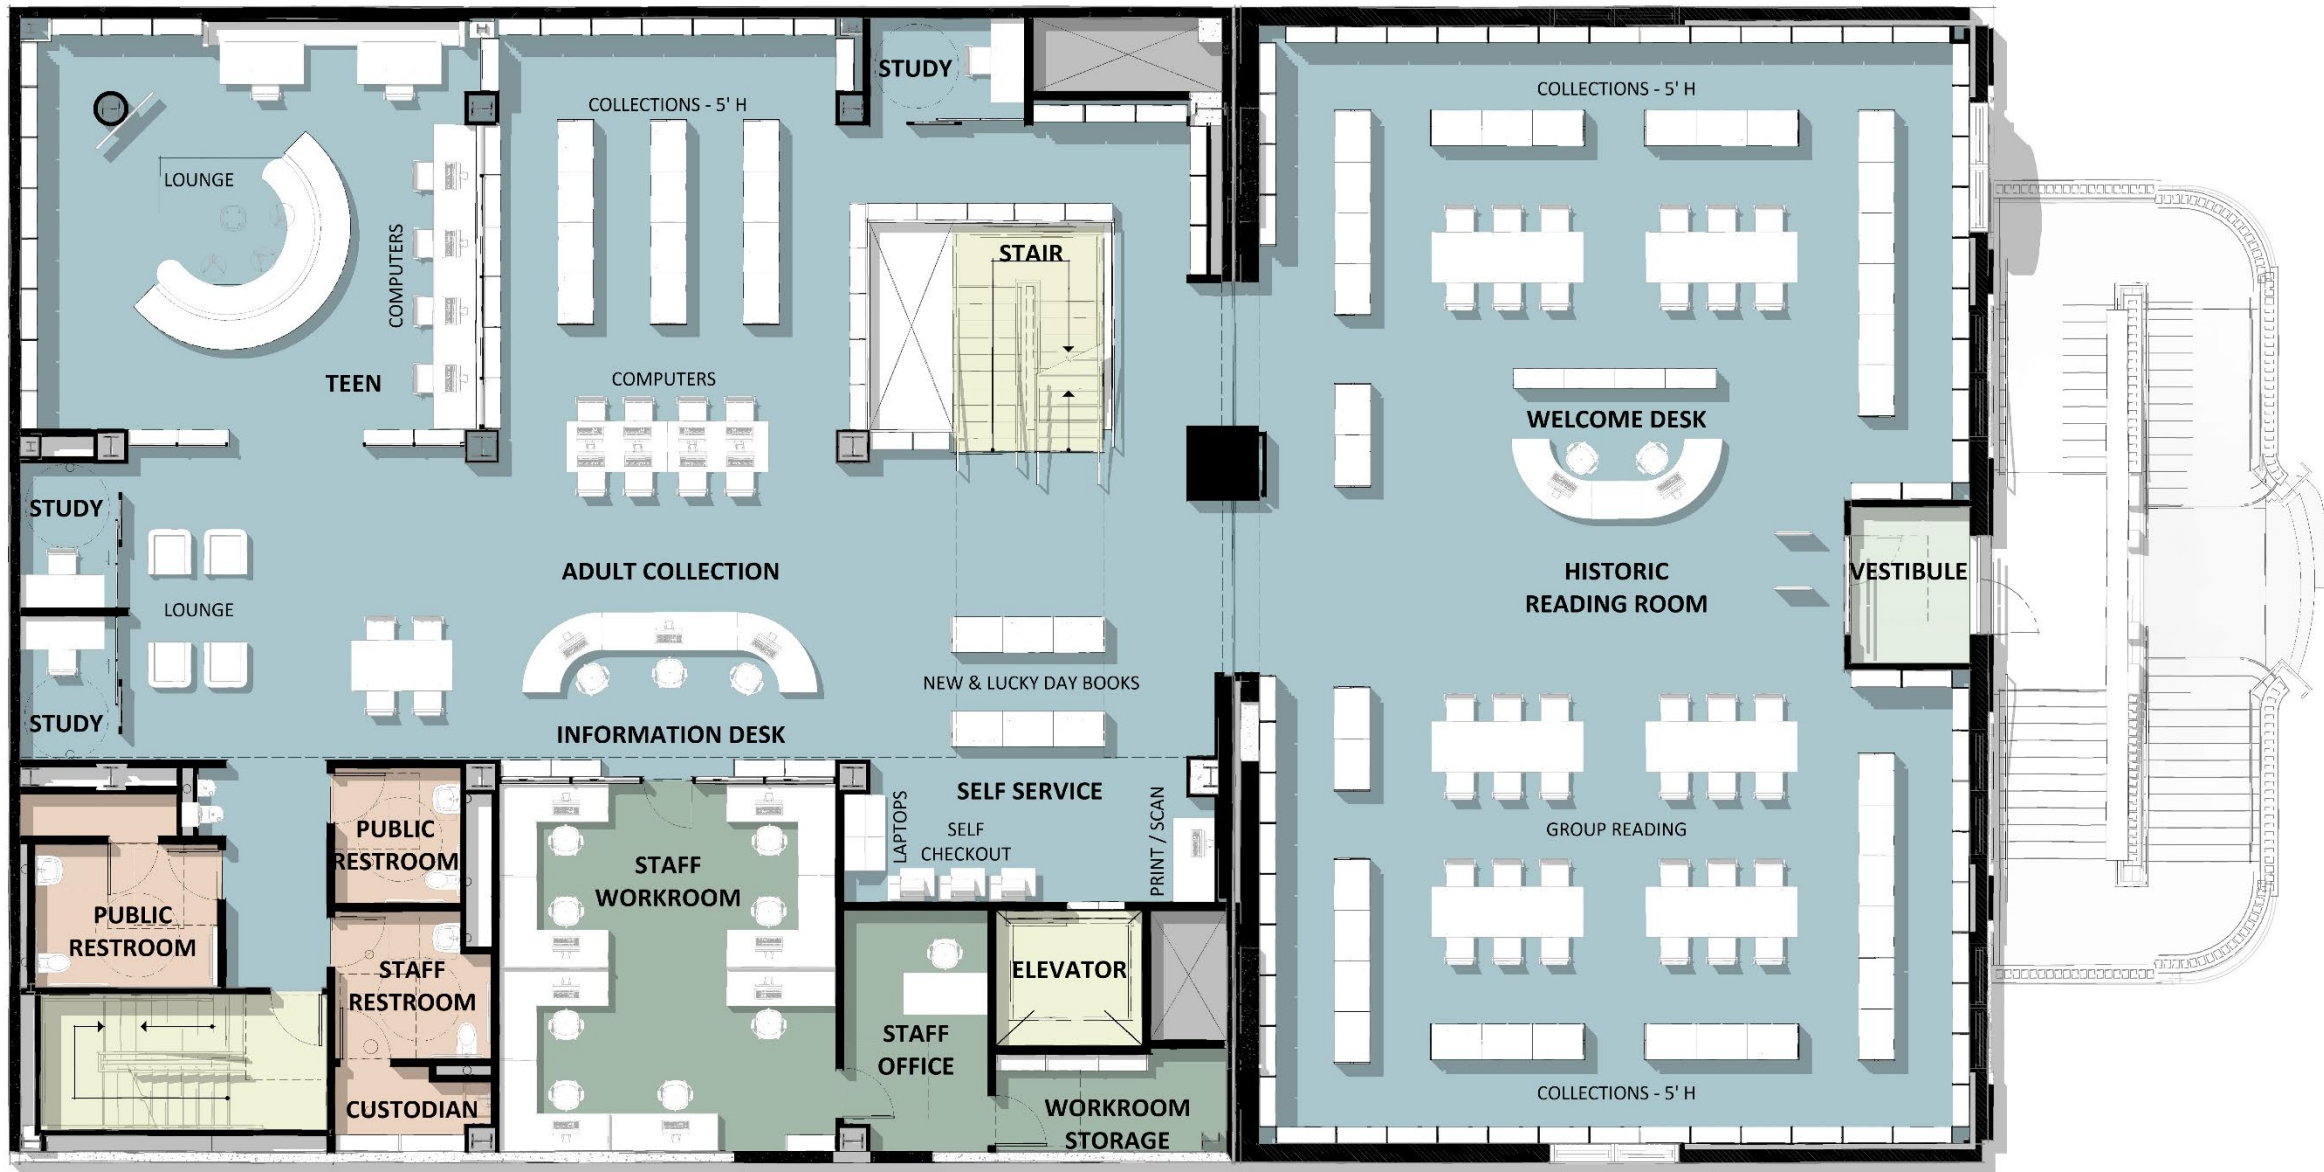 STUDY
COLLECTIONS - 5' H
COLLECTIONS - 5' H
LOUNGE
COMPUTERS
STAIR
TEEN
COMPUTERS
WELCOME DESK
STUDY
ADULT COLLECTION
HISTORIC
READING ROOM
VESTIBULE
LOUNGE
NEW & LUCKY DAY BOOKS
STUDY
INFORMATION DESK
SELF SERVICE
LAPTOPS
SELF
CHECKOUT
PRINT / SCAN
PUBLIC
RESTROOM
STAFF
WORKROOM
GROUP READING
PUBLIC
RESTROOM
STAFF
RESTROOM
ELEVATOR
STAFF
OFFICE
CUSTODIAN
WORKROOM
STORAGE
COLLECTIONS - 5' H